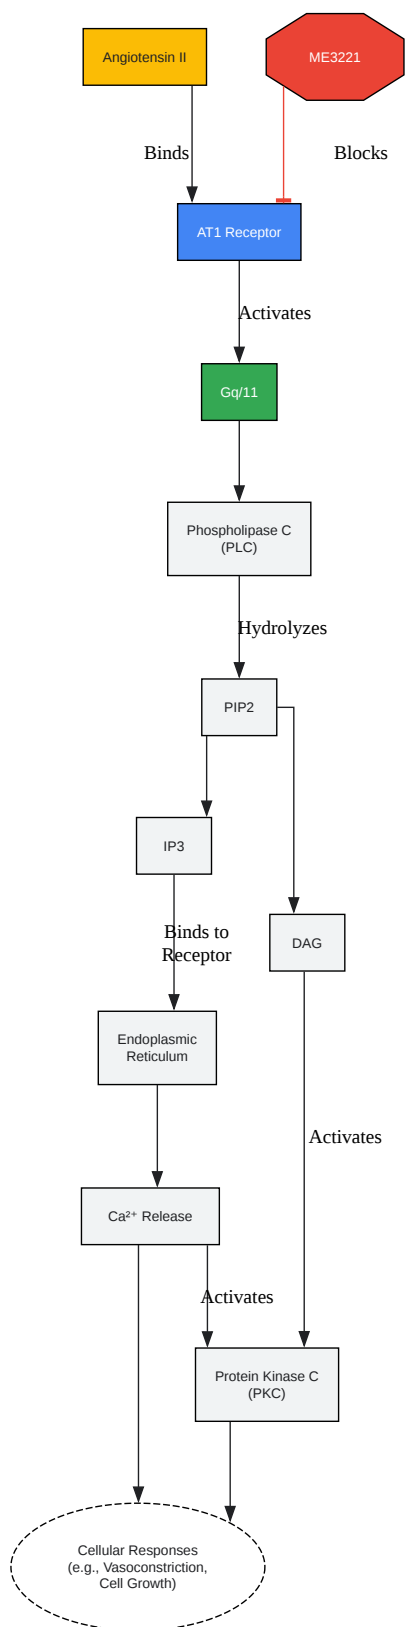 Angiotensin II
ME3221
Binds
Blocks
AT1 Receptor
Activates
Gq/11
Phospholipase C
(PLC)
Hydrolyzes
PIP2
IP3
Binds to
Receptor
DAG
Endoplasmic
Reticulum
Activates
Ca²⁺ Release
Activates
Protein Kinase C
(PKC)
Cellular Responses
(e.g., Vasoconstriction,
Cell Growth)